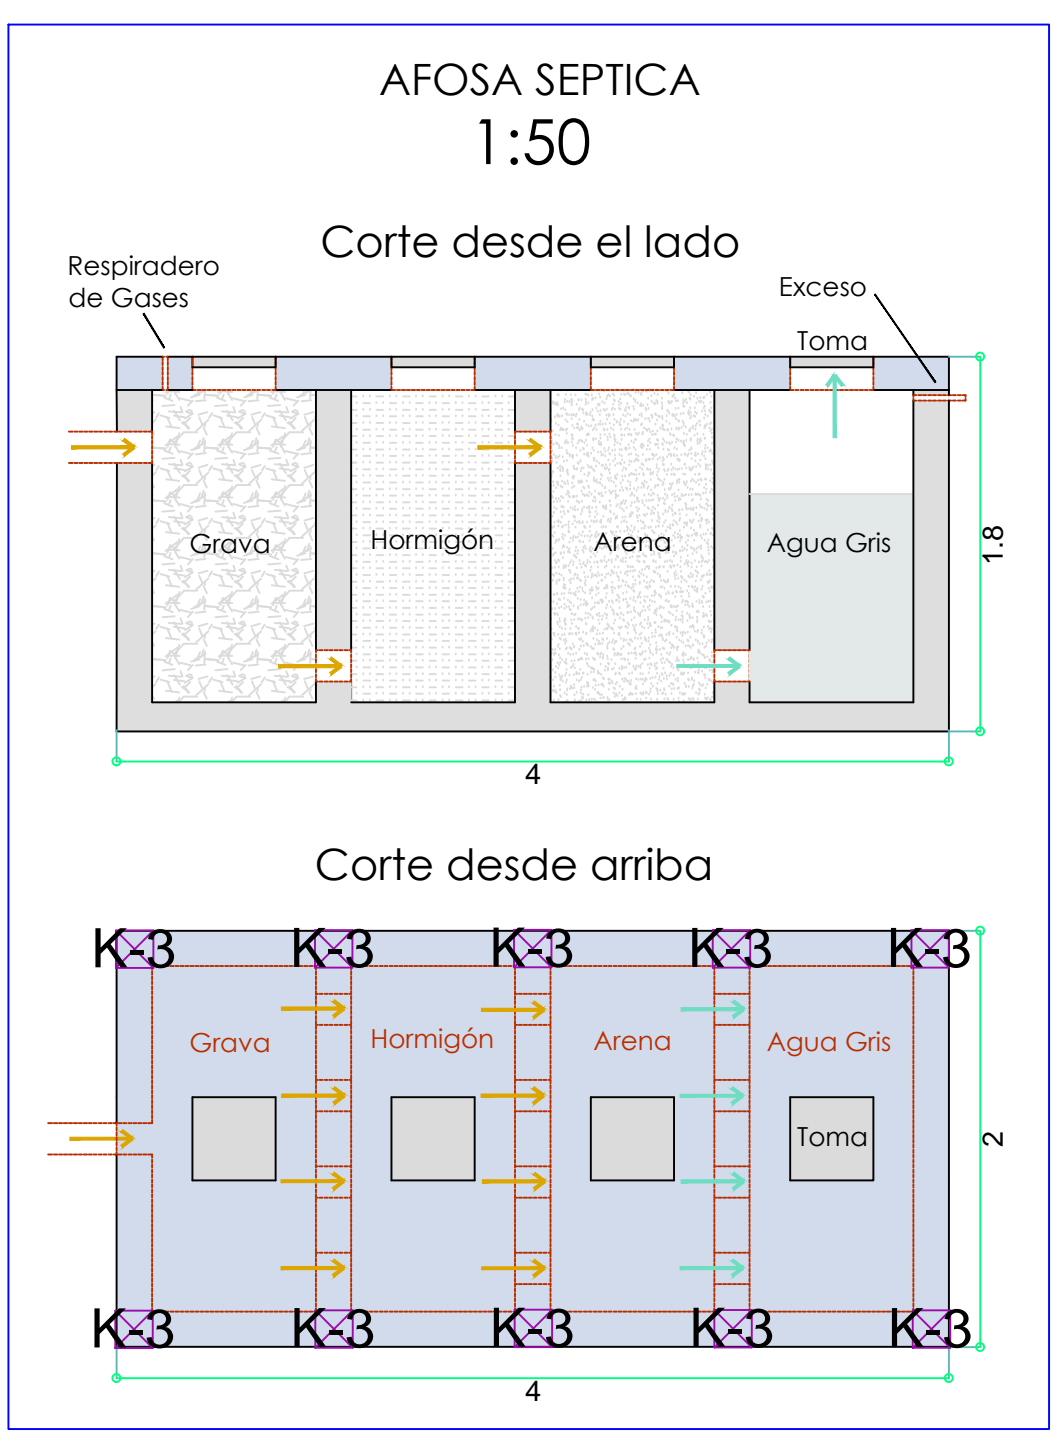 AFOSA SEPTICA
1:50
Corte desde el lado
Respiradero
de Gases
Exceso
Toma
Grava
Hormigón
Arena
Agua Gris
1.8
4
Corte desde arriba
K-3
K-3
K-3
K-3
K-3
Grava
Hormigón
Arena
Agua Gris
Toma
2
K-3
K-3
K-3
K-3
K-3
4